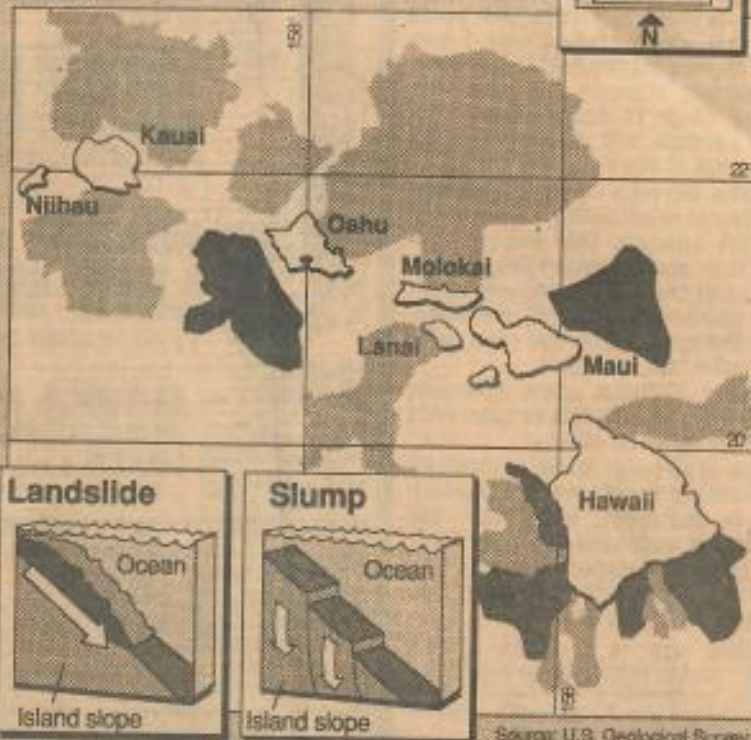 N
158
Kauai
22°
Niihau
Oahu
Molokai
Lanai
Maui
20°
Landslide
Slump
Hawaii
Ocean
Ocean
Island slope
Island slope
Source: U.S. Geological Survey